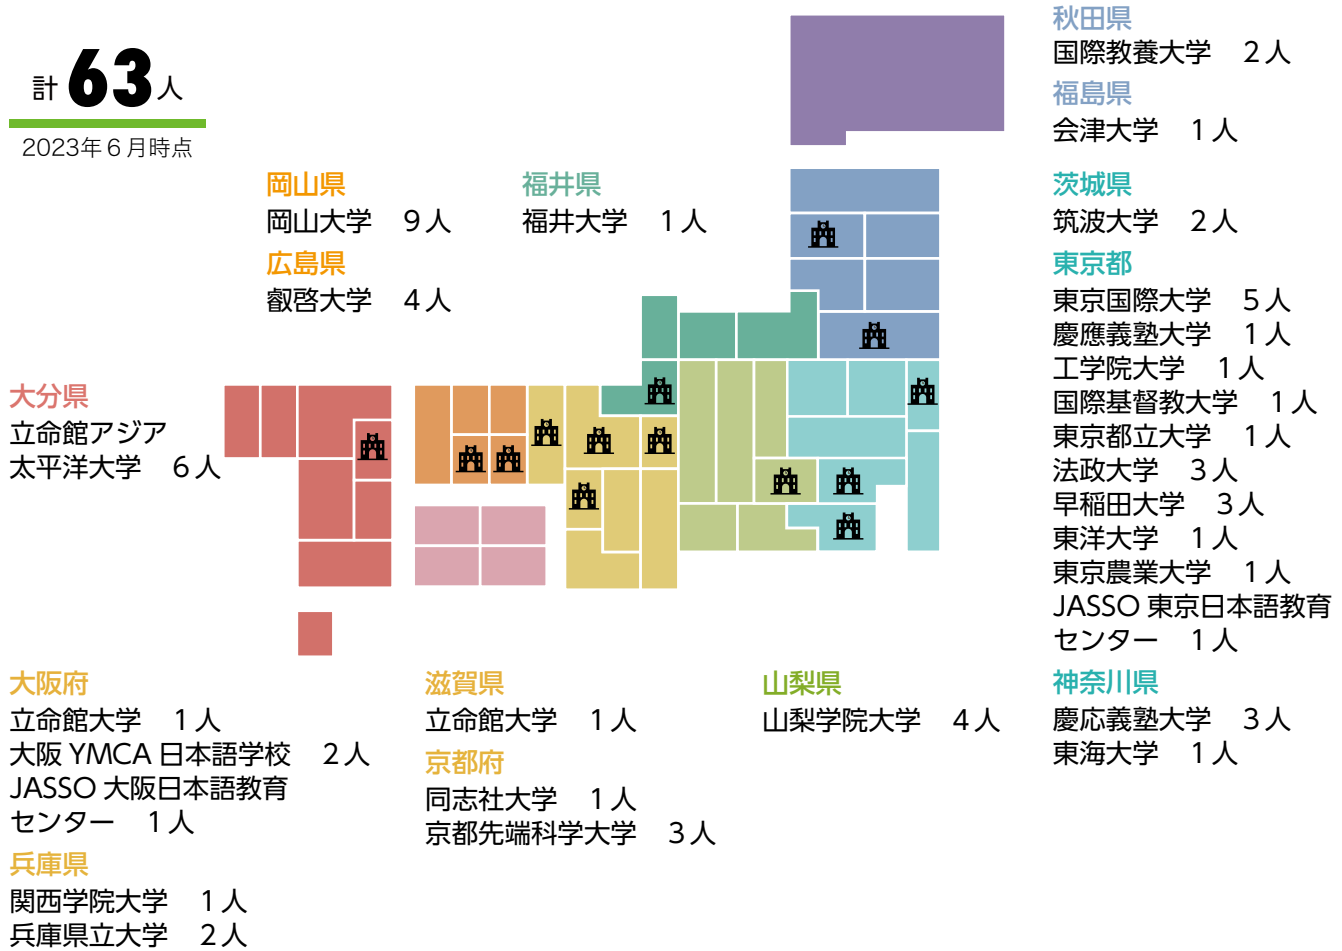 計 63 人
2023年6月時点
秋田県
国際教養大学 2人
福島県
会津大学 1人
岡山県
岡山大学 9人
広島県
叡啓大学 4人
福井県
福井大学 1人
茨城県
筑波大学 2人
東京都
東京国際大学 5人
慶應義塾大学 1人
工学院大学 1人
国際基督教大学 1人
東京都立大学 1人
法政大学 3人
早稲田大学 3人
東洋大学 1人
東京農業大学 1人
JASSO 東京日本語教育
センター 1人
大分県
立命館アジア
太平洋大学 6人
大阪府
立命館大学 1人
大阪 YMCA 日本語学校 2人
JASSO 大阪日本語教育
センター 1人
兵庫県
関西学院大学 1人
兵庫県立大学 2人
滋賀県
立命館大学 1人
京都府
同志社大学 1人
京都先端科学大学 3人
山梨県
山梨学院大学 4人
神奈川県
慶応義塾大学 3人
東海大学 1人